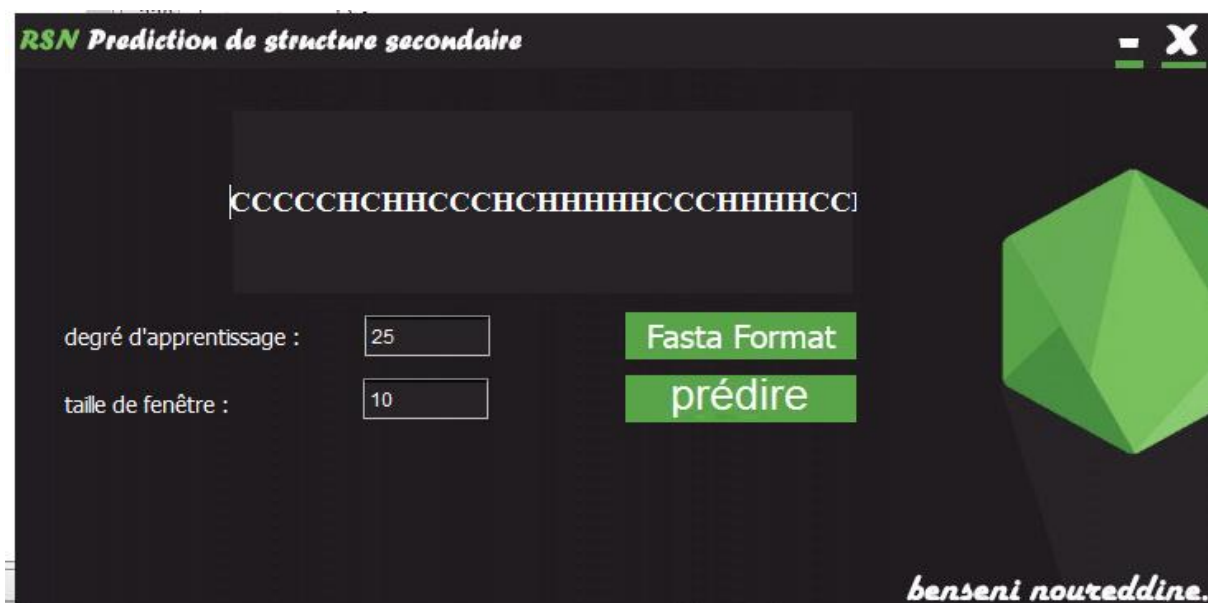 RSN Prediction de structure secondaire
- X
CCCCCHCHHCCCHCHHHHHCCCHHHHCC
degré d'apprentissage :
25
Fasta Format
taille de fenêtre :
10
prédire
benseni noureddine.